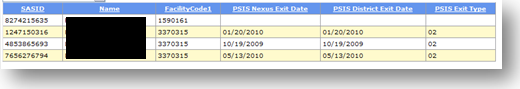 SASID Name FacilityCode1 PSIS Nexus Exit Date PSIS District Exit Date PSIS Exit Type
8274215635 1590161
1247150316 3370315 01/20/2010 01/20/2010 02
4853865693 3370315 10/19/2009 10/19/2009 02
7656276794 3370315 05/13/2010 05/13/2010 02